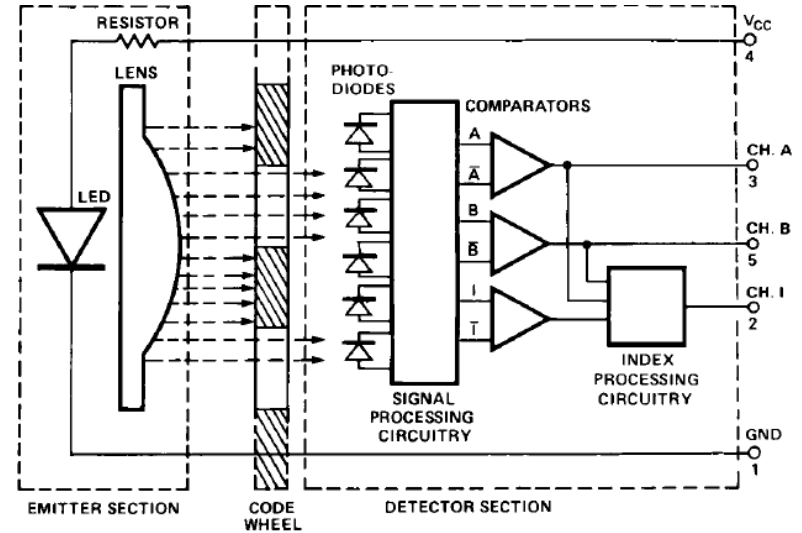 RESISTOR
LENS
LED
EMITTER SECTION
CODE
WHEEL
PHOTO-
DIODES
COMPARATORS
A
A̅
B
B̅
I
I̅
SIGNAL
PROCESSING
CIRCUITRY
INDEX
PROCESSING
CIRCUITRY
DETECTOR SECTION
VCC
4
CH. A
3
CH. B
5
CH. I
2
GND
1